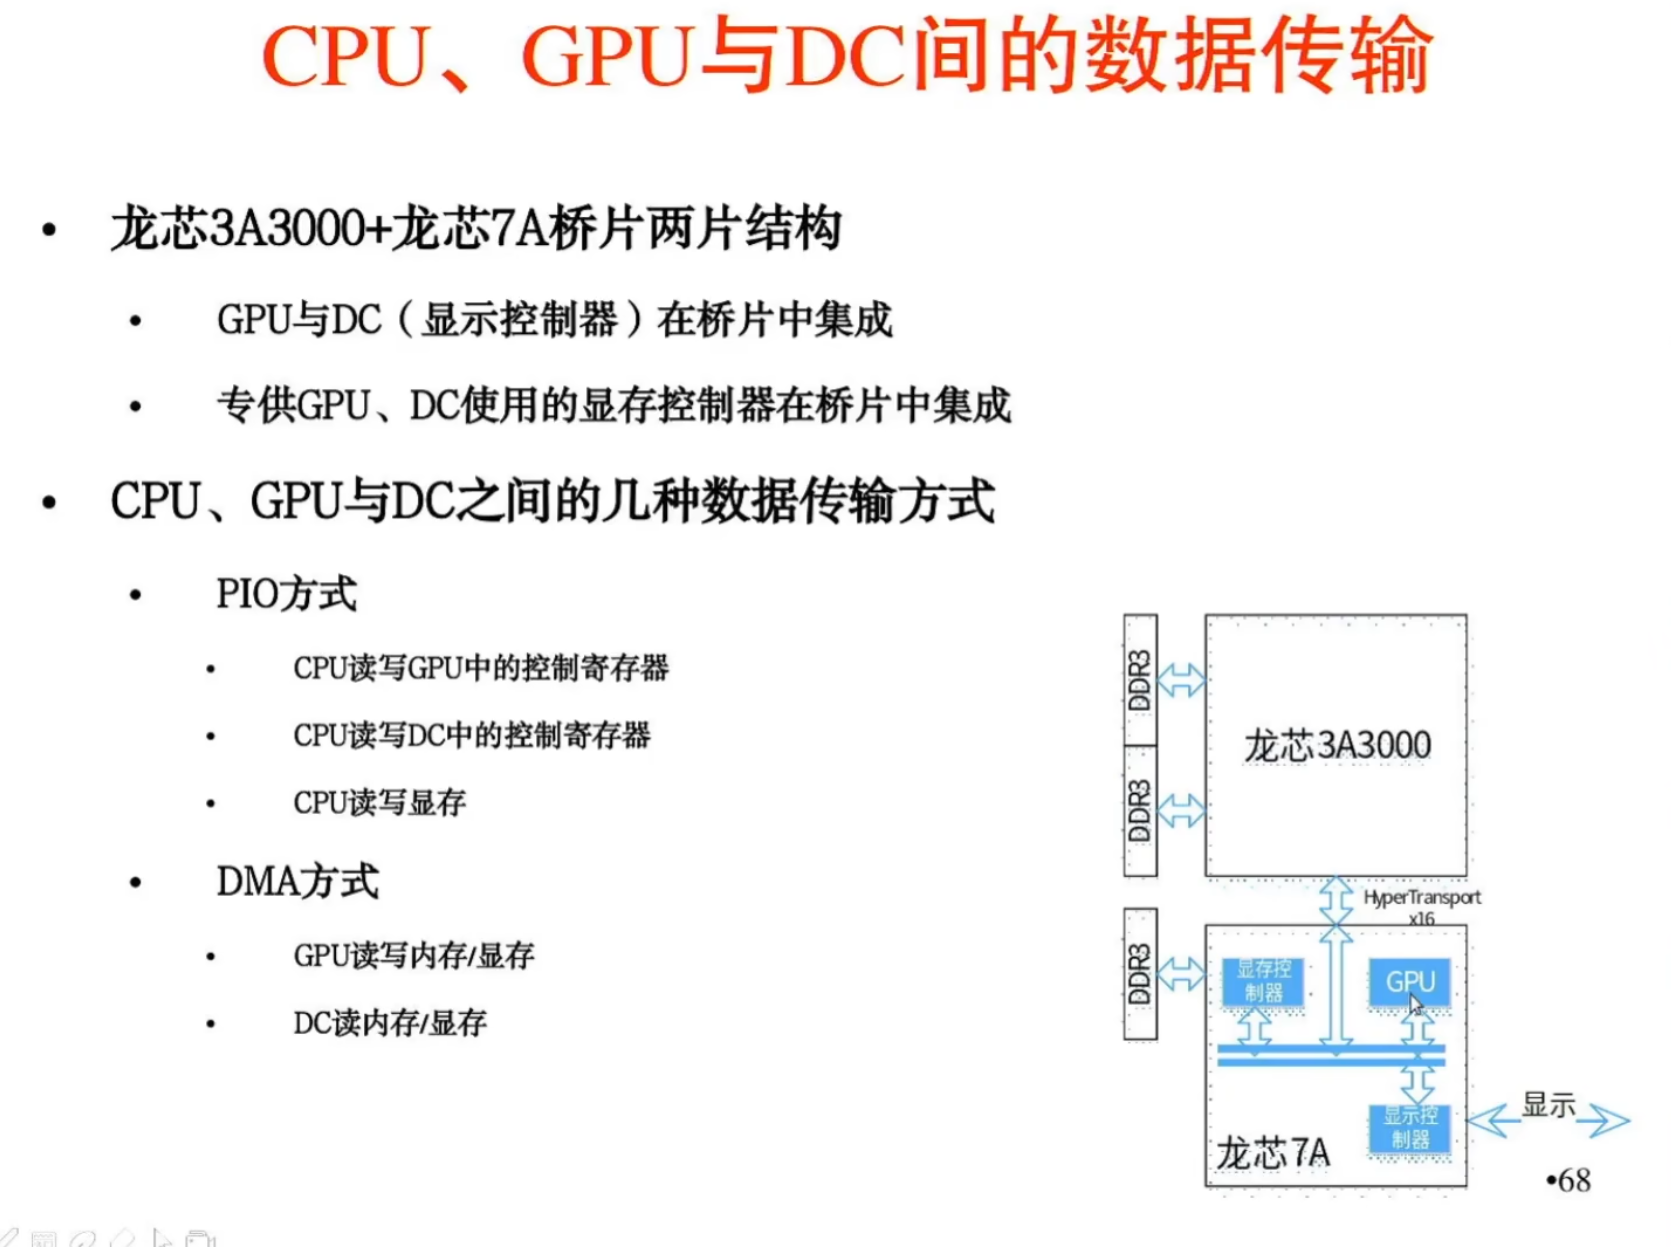 CPU、GPU与DC间的数据传输
• 龙芯3A3000+龙芯7A桥片两片结构
• GPU与DC（显示控制器）在桥片中集成
• 专供GPU、DC使用的显存控制器在桥片中集成
• CPU、GPU与DC之间的几种数据传输方式
• PIO方式
• CPU读写GPU中的控制寄存器
• CPU读写DC中的控制寄存器
• CPU读写显存
• DMA方式
• GPU读写内存/显存
• DC读内存/显存
DDR3
DDR3
龙芯3A3000
HyperTransport
x16
DDR3
显存控
制器
GPU
显示控
制器
龙芯7A
显示
•68